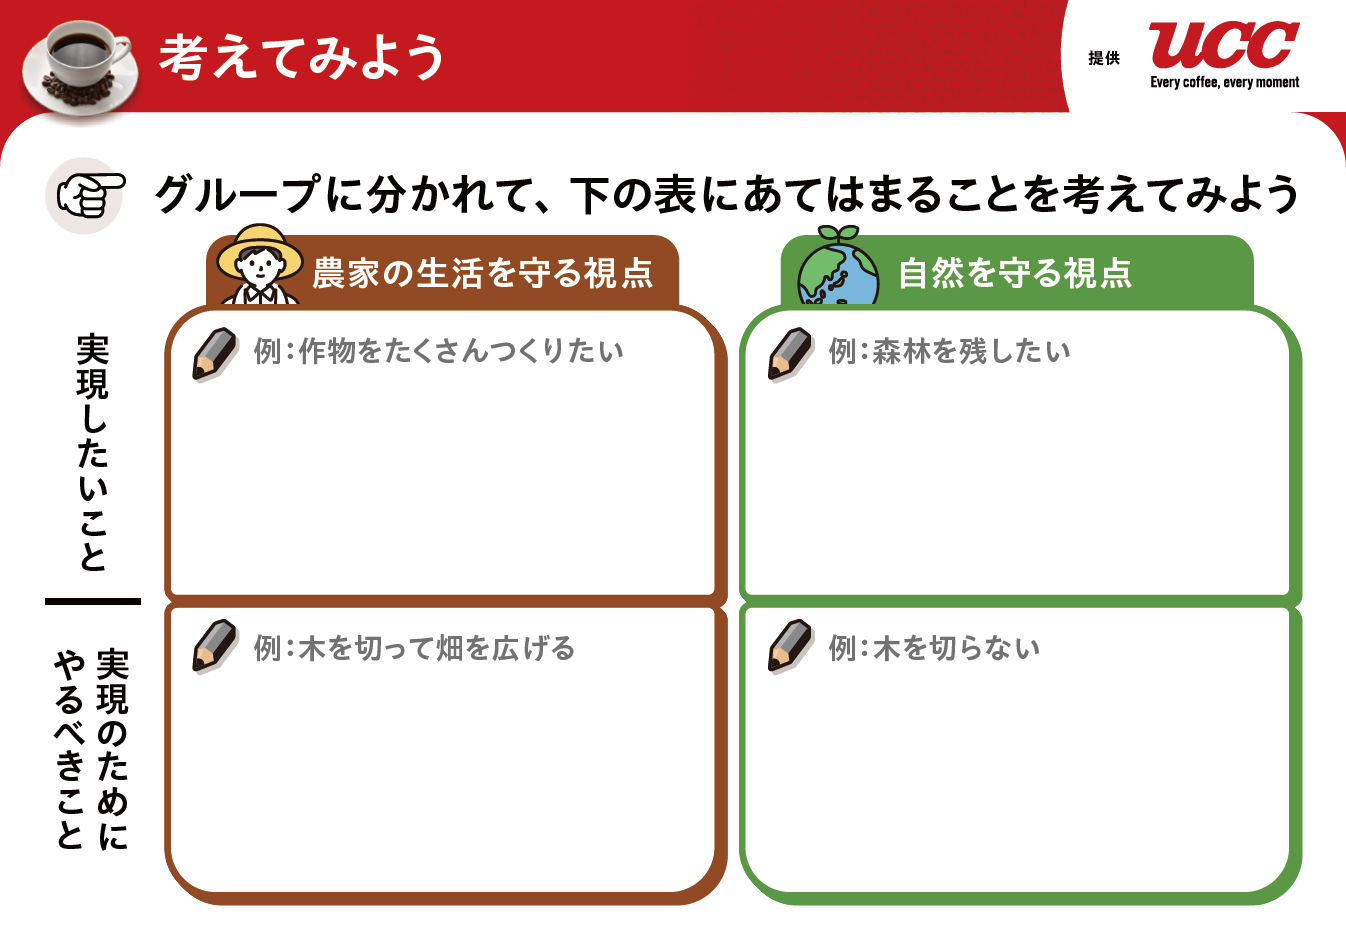 考えてみよう
提供
UCC
Every coffee, every moment
グループに分かれて、下の表にあてはまることを考えてみよう
農家の生活を守る視点
自然を守る視点
実現したいこと
例：作物をたくさんつくりたい
例：森林を残したい
実現のために
やるべきこと
例：木を切って畑を広げる
例：木を切らない